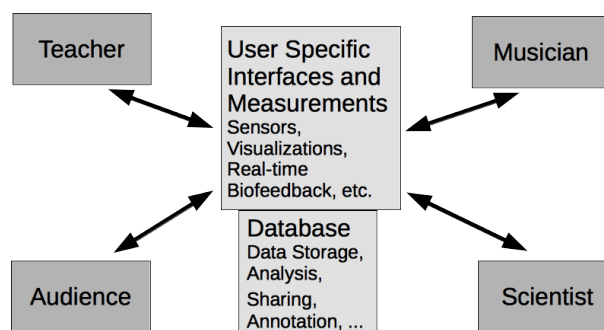 Teacher
User Specific
Interfaces and
Measurements
Sensors,
Visualizations,
Real-time
Biofeedback, etc.
Musician
Database
Data Storage,
Analysis,
Sharing,
Annotation, ...
Audience
Scientist